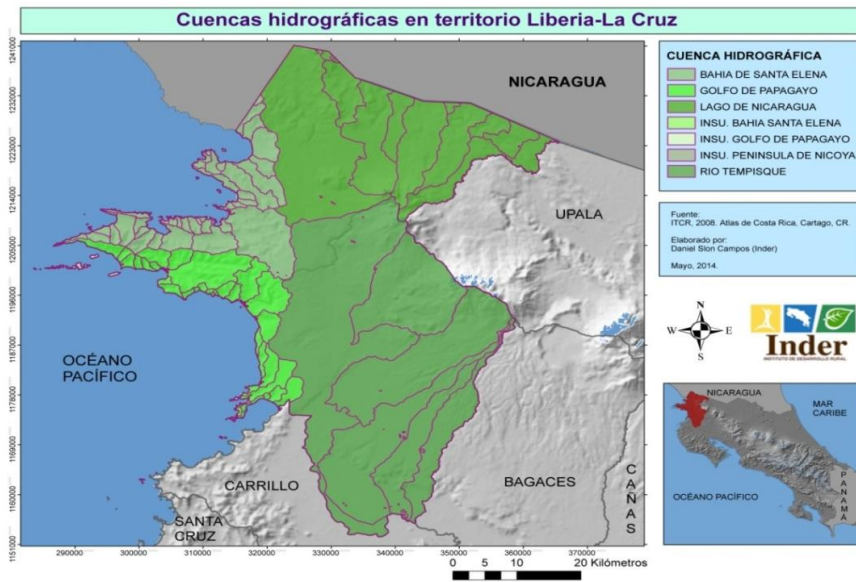 Cuencas hidrográficas en territorio Liberia-La Cruz
NICARAGUA
UPALA
OCÉANO
PACÍFICO
CARRILLO
SANTA
CRUZ
BAGACES
CAÑAS
1241000
1232000
1223000
1214000
1205000
1196000
1187000
1178000
1169000
1160000
1151000
290000
300000
310000
320000
330000
340000
350000
360000
370000
0 5 10 20 Kilómetros
CUENCA HIDROGRÁFICA
BAHIA DE SANTA ELENA
GOLFO DE PAPAGAYO
LAGO DE NICARAGUA
INSU. BAHIA SANTA ELENA
INSU. GOLFO DE PAPAGAYO
INSU. PENINSULA DE NICOYA
RIO TEMPISQUE
Fuente:
ITCR, 2008. Atlas de Costa Rica, Cartago, CR.
Elaborado por:
Daniel Slon Campos (Inder)
Mayo, 2014.
N
W E
S
Inder
INSTITUTO DE DESARROLLO RURAL
NICARAGUA
MAR
CARIBE
OCÉANO PACÍFICO
PANAMA